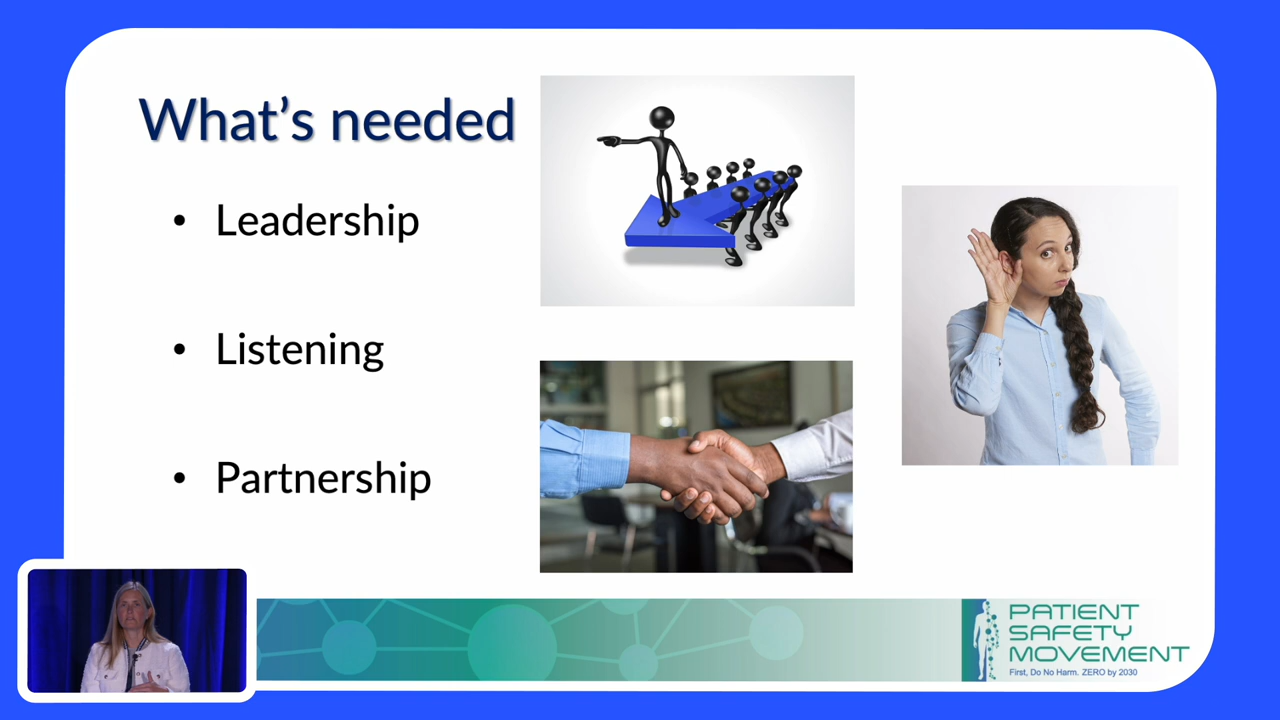 What's needed
• Leadership
• Listening
• Partnership
PATIENT
SAFETY
MOVEMENT
First, Do No Harm. ZERO by 2030